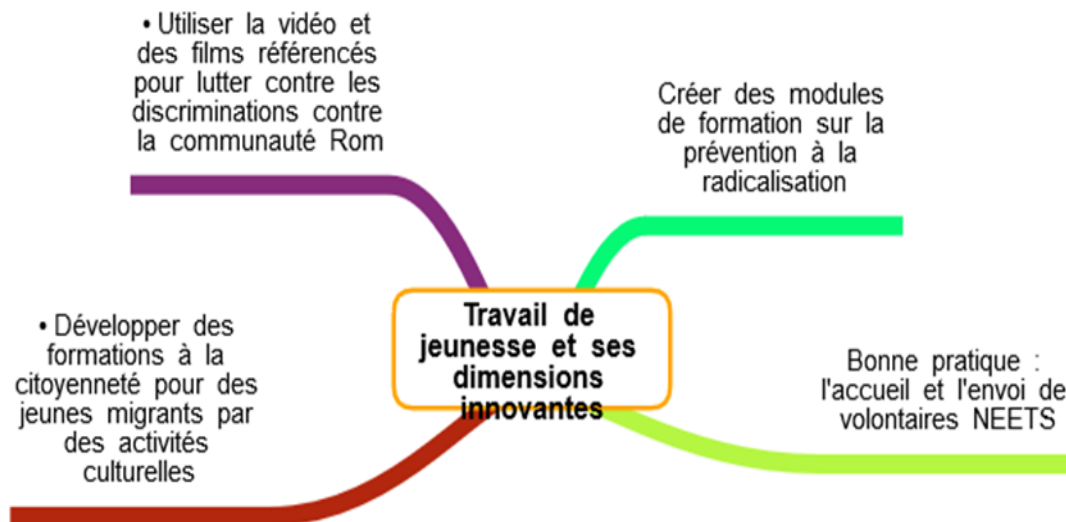 • Utiliser la vidéo et
des films référencés
pour lutter contre les
discriminations contre
la communauté Rom
Créer des modules
de formation sur la
prévention à la
radicalisation
Travail de
jeunesse et ses
dimensions
innovantes
• Développer des
formations à la
citoyenneté pour des
jeunes migrants par
des activités
culturelles
Bonne pratique :
l'accueil et l'envoi de
volontaires NEETS